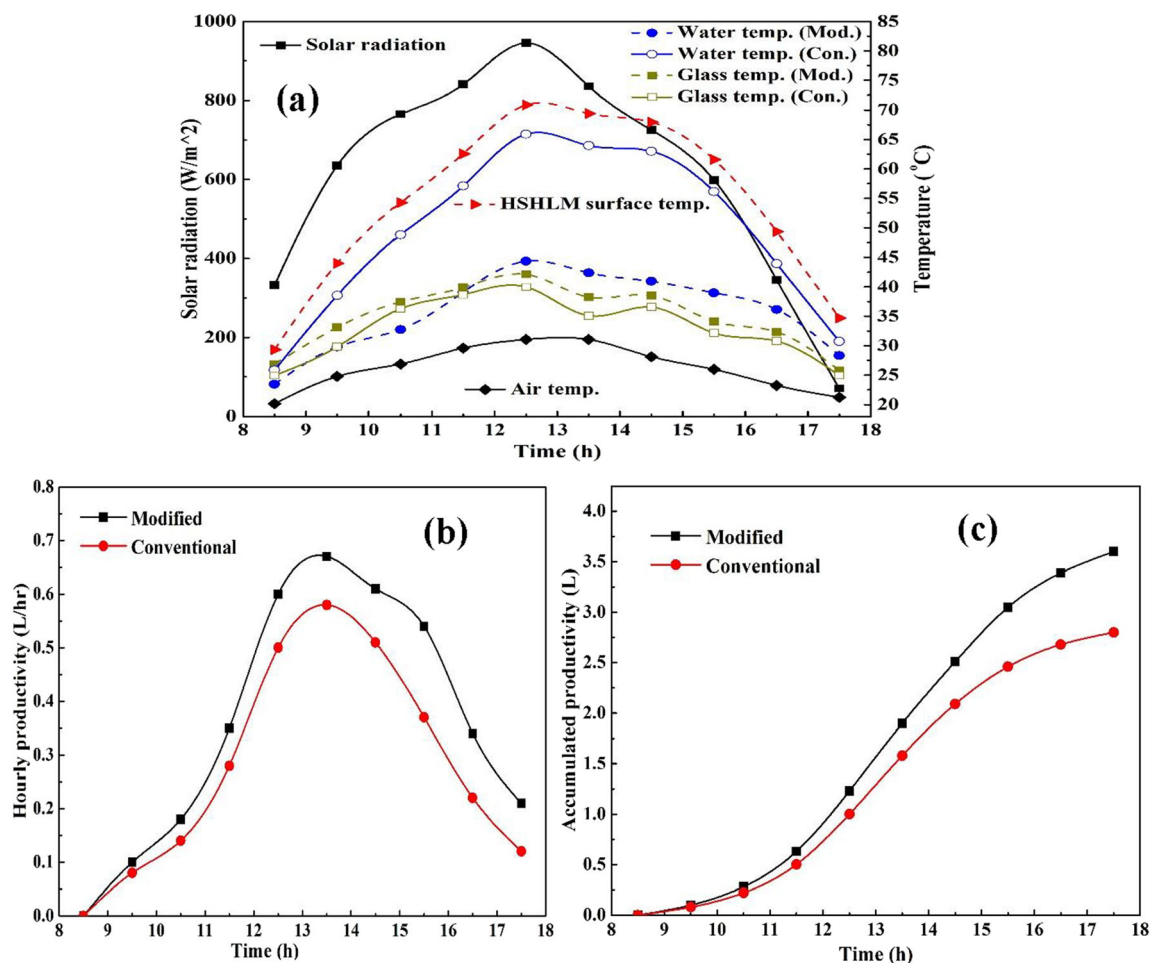 1000
800
600
400
200
0
Solar radiation (W/m^2)
Solar radiation
(a)
Water temp. (Mod.)
Water temp. (Con.)
Glass temp. (Mod.)
Glass temp. (Con.)
HSHLM surface temp.
Air temp.
85
80
75
70
65
60
55
50
45
40
35
30
25
20
Temperature (°C)
8 9 10 11 12 13 14 15 16 17 18
Time (h)
0.8
0.7
0.6
0.5
0.4
0.3
0.2
0.1
0.0
Hourly productivity (L/hr)
Modified
Conventional
(b)
8 9 10 11 12 13 14 15 16 17 18
Time (h)
4.0
3.5
3.0
2.5
2.0
1.5
1.0
0.5
0.0
Accumulated productivity (L)
Modified
Conventional
(c)
8 9 10 11 12 13 14 15 16 17 18
Time (h)